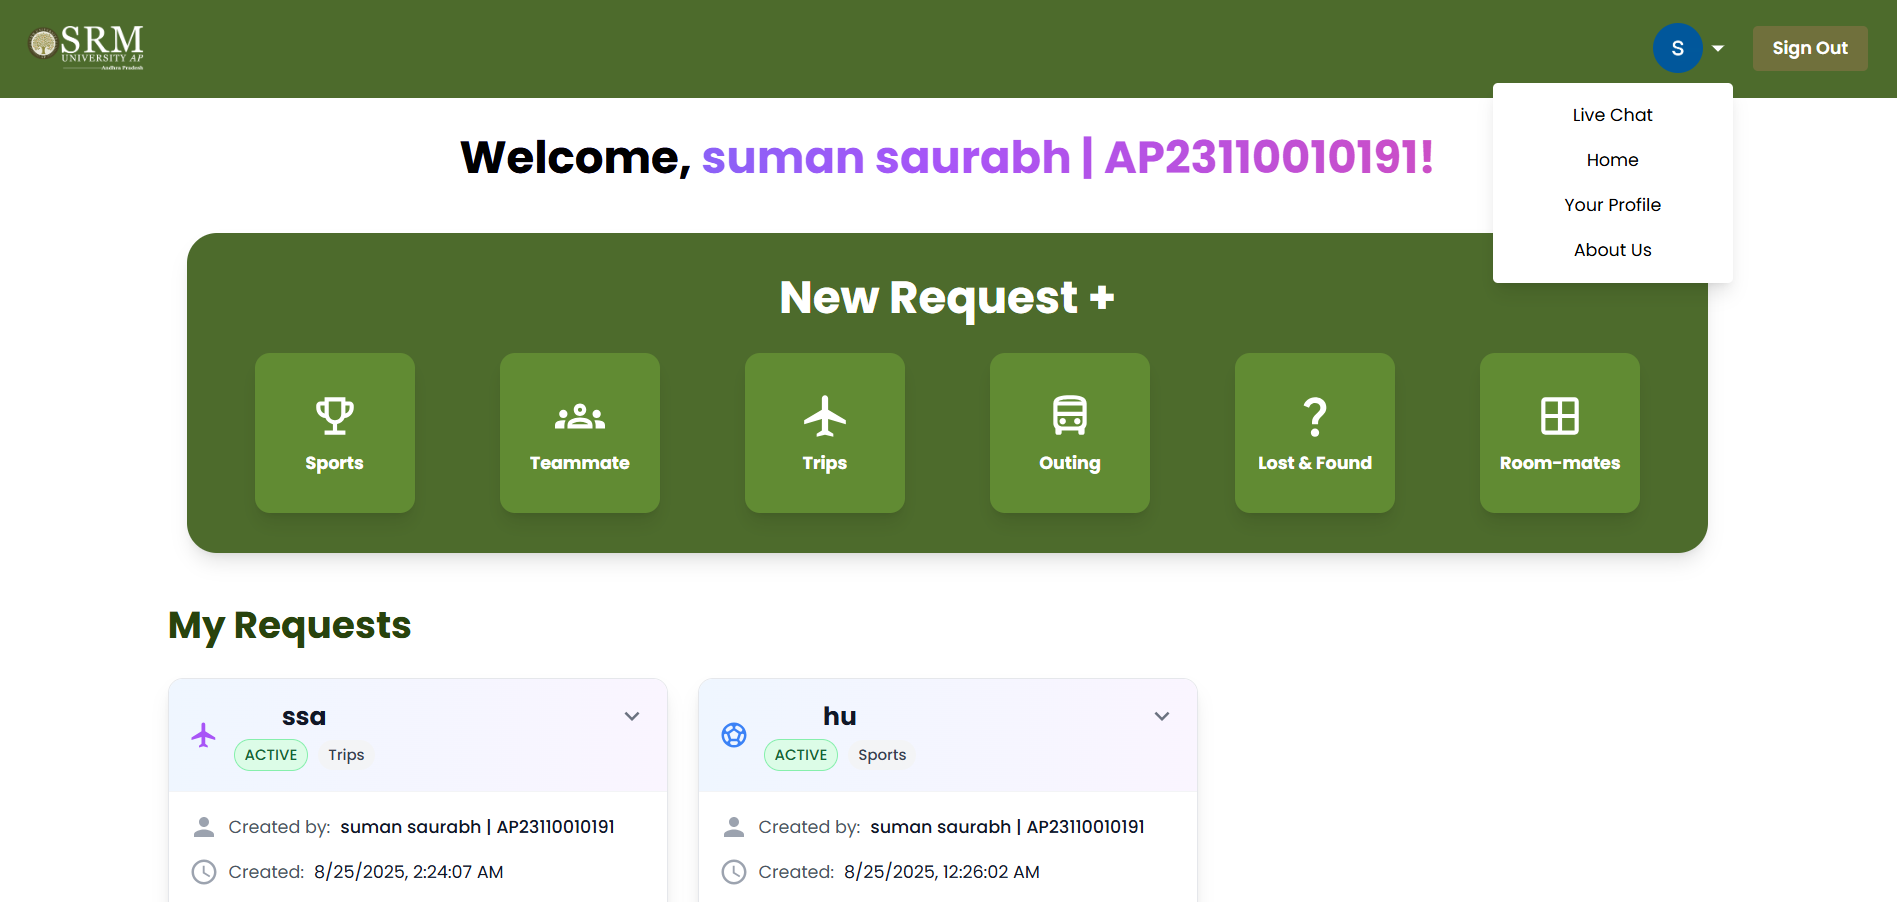 SRM
UNIVERSITY AP
Andhra Pradesh
S
Sign Out
Live Chat
Home
Your Profile
About Us
Welcome, suman saurabh | AP23110010191!
New Request +
Sports
Teammate
Trips
Outing
Lost & Found
Room-mates
My Requests
ssa
ACTIVE Trips
Created by: suman saurabh | AP23110010191
Created: 8/25/2025, 2:24:07 AM
hu
ACTIVE Sports
Created by: suman saurabh | AP23110010191
Created: 8/25/2025, 12:26:02 AM